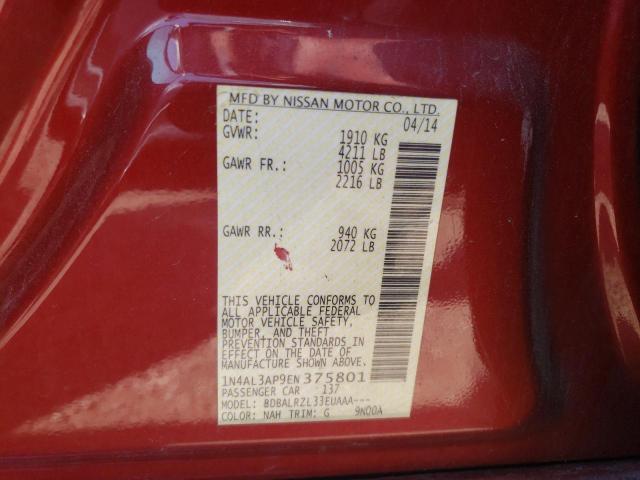 MFD BY NISSAN MOTOR CO., LTD.
DATE: 04/14
GVWR: 1910 KG
4211 LB
GAWR FR.: 1005 KG
2216 LB
GAWR RR.: 940 KG
2072 LB
THIS VEHICLE CONFORMS TO
ALL APPLICABLE FEDERAL
MOTOR VEHICLE SAFETY,
BUMPER, AND THEFT
PREVENTION STANDARDS IN
EFFECT ON THE DATE OF
MANUFACTURE SHOWN ABOVE.
1N4AL3AP9EN375801
PASSENGER CAR 137
MODEL: BDBALRZL33EUAAA---
COLOR: NAH TRIM: G 9N00A